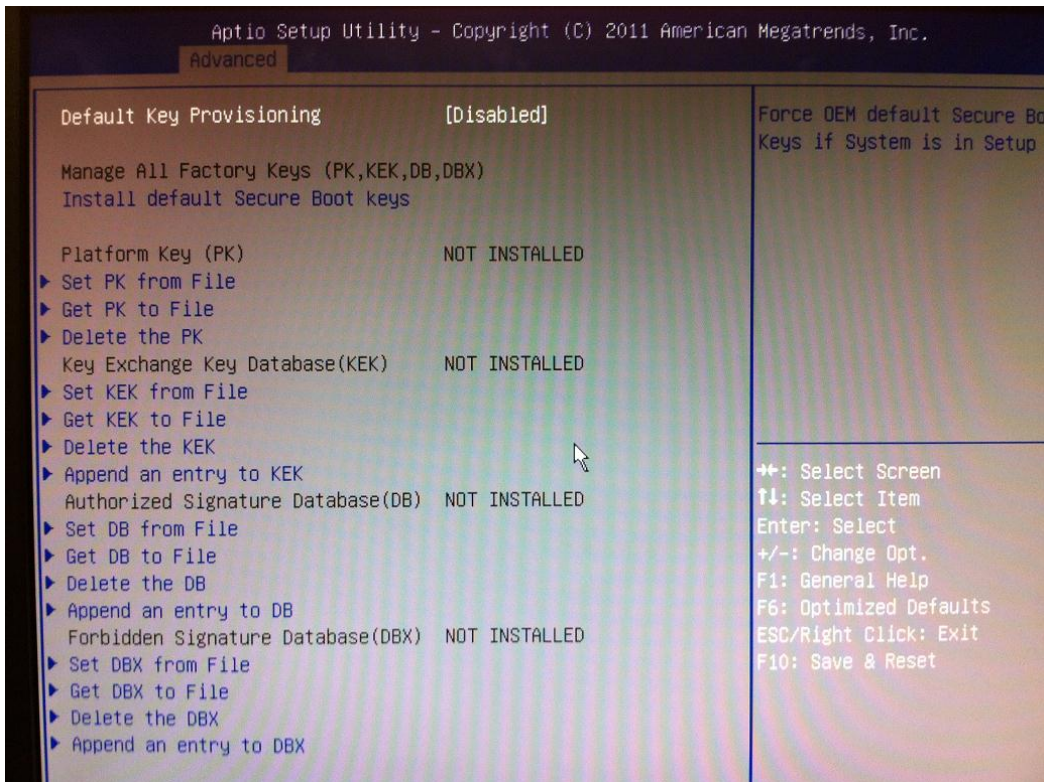 Aptio Setup Utility – Copyright (C) 2011 American Megatrends, Inc.
Advanced
Default Key Provisioning [Disabled]
Manage All Factory Keys (PK,KEK,DB,DBX)
Install default Secure Boot keys
Platform Key (PK) NOT INSTALLED
Set PK from File
Get PK to File
Delete the PK
Key Exchange Key Database(KEK) NOT INSTALLED
Set KEK from File
Get KEK to File
Delete the KEK
Append an entry to KEK
Authorized Signature Database(DB) NOT INSTALLED
Set DB from File
Get DB to File
Delete the DB
Append an entry to DB
Forbidden Signature Database(DBX) NOT INSTALLED
Set DBX from File
Get DBX to File
Delete the DBX
Append an entry to DBX
Force OEM default Secure Bo
Keys if System is in Setup
→←: Select Screen
↑↓: Select Item
Enter: Select
+/-: Change Opt.
F1: General Help
F6: Optimized Defaults
ESC/Right Click: Exit
F10: Save & Reset